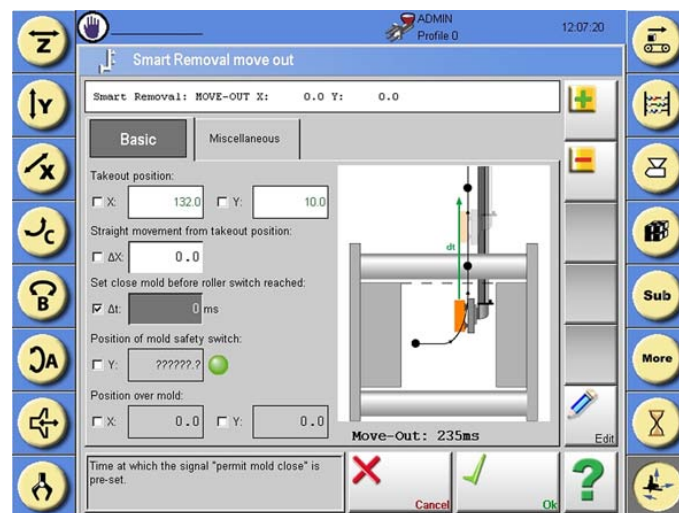 ADMIN
Profile 0
12:07:20
Smart Removal move out
Smart Removal: MOVE-OUT X: 0.0 Y: 0.0
Basic
Miscellaneous
Takeout position:
X: 132.0 Y: 10.0
Straight movement from takeout position:
ΔX: 0.0
Set close mold before roller switch reached:
Δt: 0 ms
Position of mold safety switch:
Y: ??????.?
Position over mold:
X: 0.0 Y: 0.0
dt
Move-Out: 235ms
Edit
Time at which the signal "permit mold close" is
pre-set.
Cancel
Ok
Z
Y
X
C
B
A
Sub
More